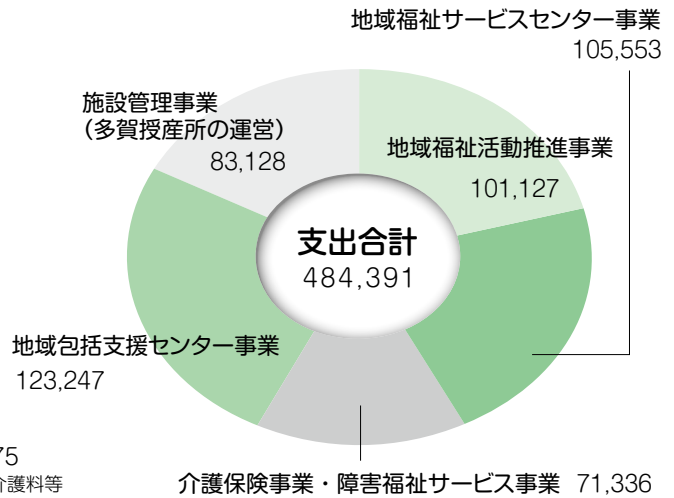 地域福祉サービスセンター事業
105,553
施設管理事業
（多賀授産所の運営）
83,128
地域福祉活動推進事業
101,127
支出合計
484,391
地域包括支援センター事業
123,247
75
介護料等
介護保険事業・障害福祉サービス事業 71,336